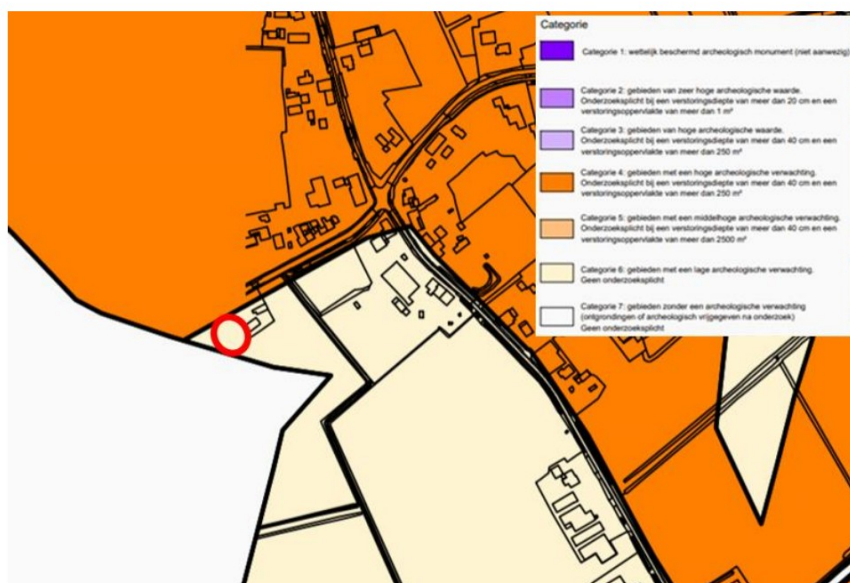 Categorie
Categorie 1: wettelijk beschermd archeologisch monument (niet aanwezig)
Categorie 2: gebieden van zeer hoge archeologische waarde.
Onderzoeksplicht bij een verstoringsdiepte van meer dan 20 cm en een
verstoringsoppervlakte van meer dan 1 m²
Categorie 3: gebieden van hoge archeologische waarde.
Onderzoeksplicht bij een verstoringsdiepte van meer dan 40 cm en een
verstoringsoppervlakte van meer dan 250 m²
Categorie 4: gebieden met een hoge archeologische verwachting.
Onderzoeksplicht bij een verstoringsdiepte van meer dan 40 cm en een
verstoringsoppervlakte van meer dan 250 m²
Categorie 5: gebieden met een middelhoge archeologische verwachting.
Onderzoeksplicht bij een verstoringsdiepte van meer dan 40 cm en een
verstoringsoppervlakte van meer dan 2500 m²
Categorie 6: gebieden met een lage archeologische verwachting.
Geen onderzoeksplicht
Categorie 7: gebieden zonder een archeologische verwachting
(ontgrondingen of archeologisch vrijgegeven na onderzoek)
Geen onderzoeksplicht